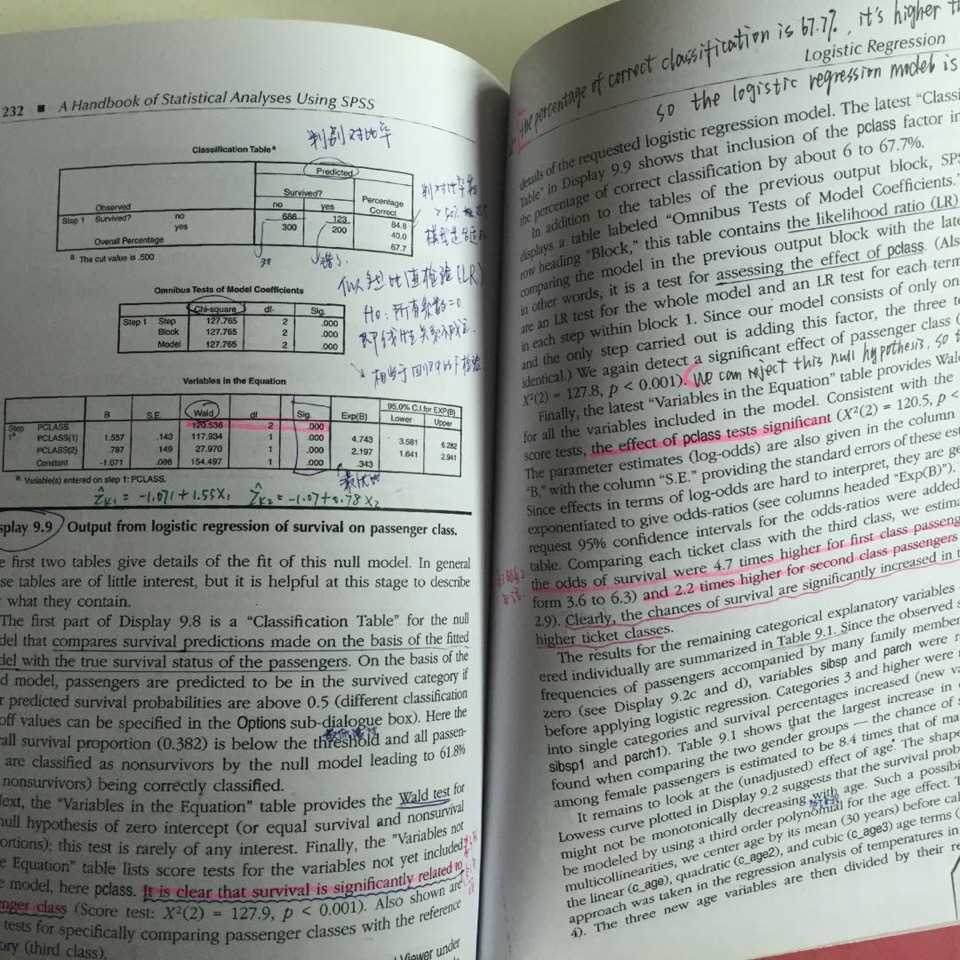 232 ■ A Handbook of Statistical Analyses Using SPSS
判别对比率
Classification Table a
Predicted
Survived? Percentage
Observed no yes Correct
Step 1 Survived? no 686 123 84.8
yes 300 200 40.0
Overall Percentage 67.7
a The cut value is .500
对 错
似然比检验 (LR)
H0: 所有系数=0
Omnibus Tests of Model Coefficients
Chi-square df Sig.
Step 1 Step 127.765 2 .000
Block 127.765 2 .000
Model 127.765 2 .000
Variables in the Equation
95.0% C.I.for EXP(B)
B S.E. Wald df Sig. Exp(B) Lower Upper
Step PCLASS 120.536 2 .000
1a PCLASS(1) 1.557 .143 117.934 1 .000 4.743 3.581 6.282
PCLASS(2) .787 .149 27.970 1 .000 2.197 1.641 2.941
Constant -1.071 .086 154.497 1 .000 .343
a Variable(s) entered on step 1: PCLASS.
Ẑk1 = -1.071 + 1.55X1 Ẑk2 = -1.07+0.78X2
splay 9.9 Output from logistic regression of survival on passenger class.
e first two tables give details of the fit of this null model. In general
se tables are of little interest, but it is helpful at this stage to describe
what they contain.
The first part of Display 9.8 is a "Classification Table" for the null
del that compares survival predictions made on the basis of the fitted
del with the true survival status of the passengers. On the basis of the
d model, passengers are predicted to be in the survived category if
r predicted survival probabilities are above 0.5 (different classification
off values can be specified in the Options sub-dialogue box). Here the
all survival proportion (0.382) is below the threshold and all passen-
are classified as nonsurvivors by the null model leading to 61.8%
nonsurvivors) being correctly classified.
Next, the "Variables in the Equation" table provides the Wald test for
null hypothesis of zero intercept (or equal survival and nonsurvival
ortions); this test is rarely of any interest. Finally, the "Variables not
e Equation" table lists score tests for the variables not yet included
e model, here pclass. It is clear that survival is significantly related to
enger class (Score test: X²(2) = 127.9, p < 0.001). Also shown are
tests for specifically comparing passenger classes with the reference
ory (third class).
Viewer under
the percentage of correct classification is 67.7%, it's higher th
Logistic Regression
so the logistic regression model is
details of the requested logistic regression model. The latest "Classi
Table" in Display 9.9 shows that inclusion of the pclass factor in
the percentage of correct classification by about 6 to 67.7%.
In addition to the tables of the previous output block, SPS
displays a table labeled "Omnibus Tests of Model Coefficients."
row heading "Block," this table contains the likelihood ratio (LR)
comparing the model in the previous output block with the late
in other words, it is a test for assessing the effect of pclass. (Als
are an LR test for the whole model and an LR test for each term
in each step within block 1. Since our model consists of only on
and the only step carried out is adding this factor, the three t
identical.) We again detect a significant effect of passenger class (
X²(2) = 127.8, p < 0.001). We can reject this null hypothesis, so t
Finally, the latest "Variables in the Equation" table provides Wal
for all the variables included in the model. Consistent with the
score tests, the effect of pclass tests significant (X²(2) = 120.5, p <
The parameter estimates (log-odds) are also given in the column
"B," with the column "S.E." providing the standard errors of these est
Since effects in terms of log-odds are hard to interpret, they are ge
exponentiated to give odds-ratios (see columns headed "Exp(B)").
request 95% confidence intervals for the odds-ratios were added
table. Comparing each ticket class with the third class, we estima
the odds of survival were 4.7 times higher for first class passeng
form 3.6 to 6.3) and 2.2 times higher for second class passengers
2.9). Clearly, the chances of survival are significantly increased in t
higher ticket classes.
The results for the remaining categorical explanatory variables
ered individually are summarized in Table 9.1. Since the observed s
frequencies of passengers accompanied by many family member
zero (see Display 9.2c and d), variables sibsp and parch were r
before applying logistic regression. Categories 3 and higher were
into single categories and survival percentages increased (new va
sibsp1 and parch1). Table 9.1 shows that the largest increase in
found when comparing the two gender groups — the chance of s
among female passengers is estimated to be 8.4 times that of ma
It remains to look at the (unadjusted) effect of age. The shape
Lowess curve plotted in Display 9.2 suggests that the survival prob
might not be monotonically decreasing with age. Such a possibi
be modeled by using a third order polynomial for the age effect. T
multicollinearities, we center age by its mean (30 years) before cal
the linear (c_age), quadratic (c_age2), and cubic (c_age3) age terms (
approach was taken in the regression analysis of temperatures in
4). The three new age variables are then divided by their re